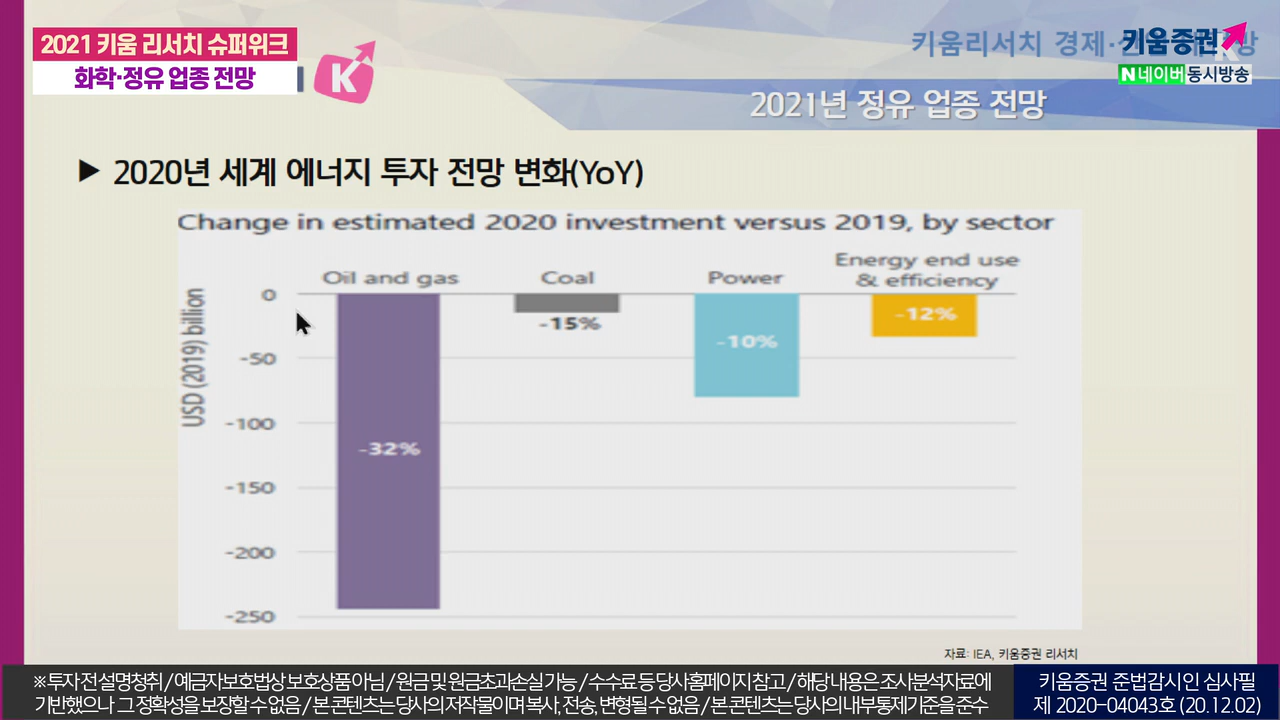 2021 키움 리서치 슈퍼위크
화학·정유 업종 전망
K
키움리서치 경제·
키움증권
N 네이버 동시방송
2021년 정유 업종 전망
▶ 2020년 세계 에너지 투자 전망 변화(YoY)
Change in estimated 2020 investment versus 2019, by sector
Oil and gas
Coal
Power
Energy end use
& efficiency
USD (2019) billion
0
-50
-100
-150
-200
-250
-32%
-15%
-10%
-12%
자료: IEA, 키움증권 리서치
※ 투자 전 설명청취 / 예금자보호법상 보호상품 아님 / 원금 및 원금초과손실 가능 / 수수료 등 당사홈페이지 참고 / 해당 내용은 조사분석자료에
기반했으나 그 정확성을 보장할 수 없음 / 본 콘텐츠는 당사의 저작물이며 복사, 전송, 변형될 수 없음 / 본 콘텐츠는 당사의 내부통제기준을 준수
키움증권 준법감시인 심사필
제 2020-04043호 (20.12.02)